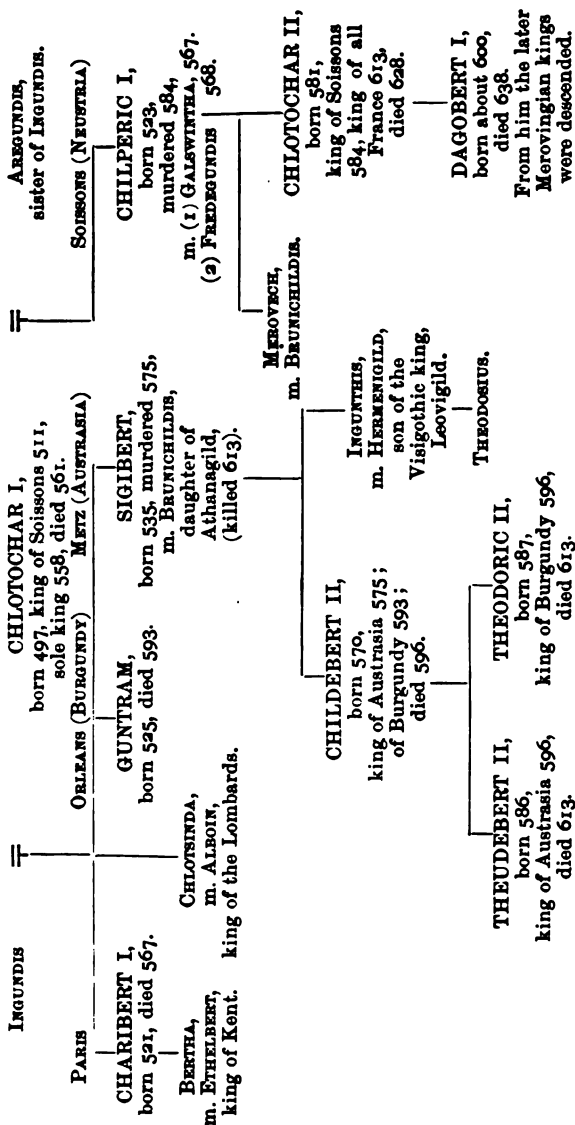 INGUNDIS = CHLOTOCHAR I, = AREGUNDIS,
born 497, king of Soissons 511, sister of INGUNDIS.
sole king 558, died 561.
PARIS ORLEANS (BURGUNDY) METZ (AUSTRASIA) SOISSONS (NEUSTRIA)
CHARIBERT I,
born 521, died 567.
GUNTRAM,
born 525, died 593.
SIGIBERT,
born 535, murdered 575,
m. BRUNICHILDIS,
daughter of
Athanagild,
(killed 613).
CHILPERIC I,
born 523,
murdered 584,
m. (1) GALSWINTHA, 567.
(2) FREDEGUNDIS 568.
BERTHA,
m. ETHELBERT,
king of Kent.
CHLOTSINDA,
m. ALBOIN,
king of the Lombards.
MEROVECH,
m. BRUNICHILDIS.
CHLOTOCHAR II,
born 581,
king of Soissons
584, king of all
France 613,
died 628.
CHILDEBERT II,
born 570,
king of Austrasia 575;
of Burgundy 593;
died 596.
INGUNTHIS,
m. HERMENIGILD,
son of the
Visigothic king,
Leovigild.
DAGOBERT I,
born about 600,
died 638.
From him the later
Merovingian kings
were descended.
THEUDEBERT II,
born 586,
king of Austrasia 596,
died 613.
THEODORIC II,
born 587,
king of Burgundy 596,
died 613.
THEODOSIUS.